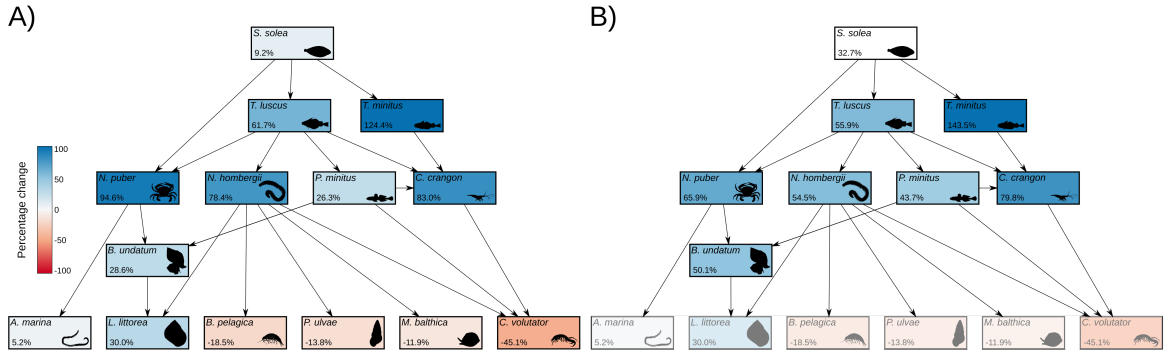 A)
S. solea
9.2%
T. luscus
61.7%
T. minitus
124.4%
Percentage change
100
50
0
-50
-100
N. puber
94.6%
N. hombergii
78.4%
P. minitus
26.3%
C. crangon
83.0%
B. undatum
28.6%
A. marina
5.2%
L. littorea
30.0%
B. pelagica
-18.5%
P. ulvae
-13.8%
M. balthica
-11.9%
C. volutator
-45.1%
B)
S. solea
32.7%
T. luscus
55.9%
T. minitus
143.5%
N. puber
65.9%
N. hombergii
54.5%
P. minitus
43.7%
C. crangon
79.8%
B. undatum
50.1%
A. marina
5.2%
L. littorea
30.0%
B. pelagica
-18.5%
P. ulvae
-13.8%
M. balthica
-11.9%
C. volutator
-45.1%